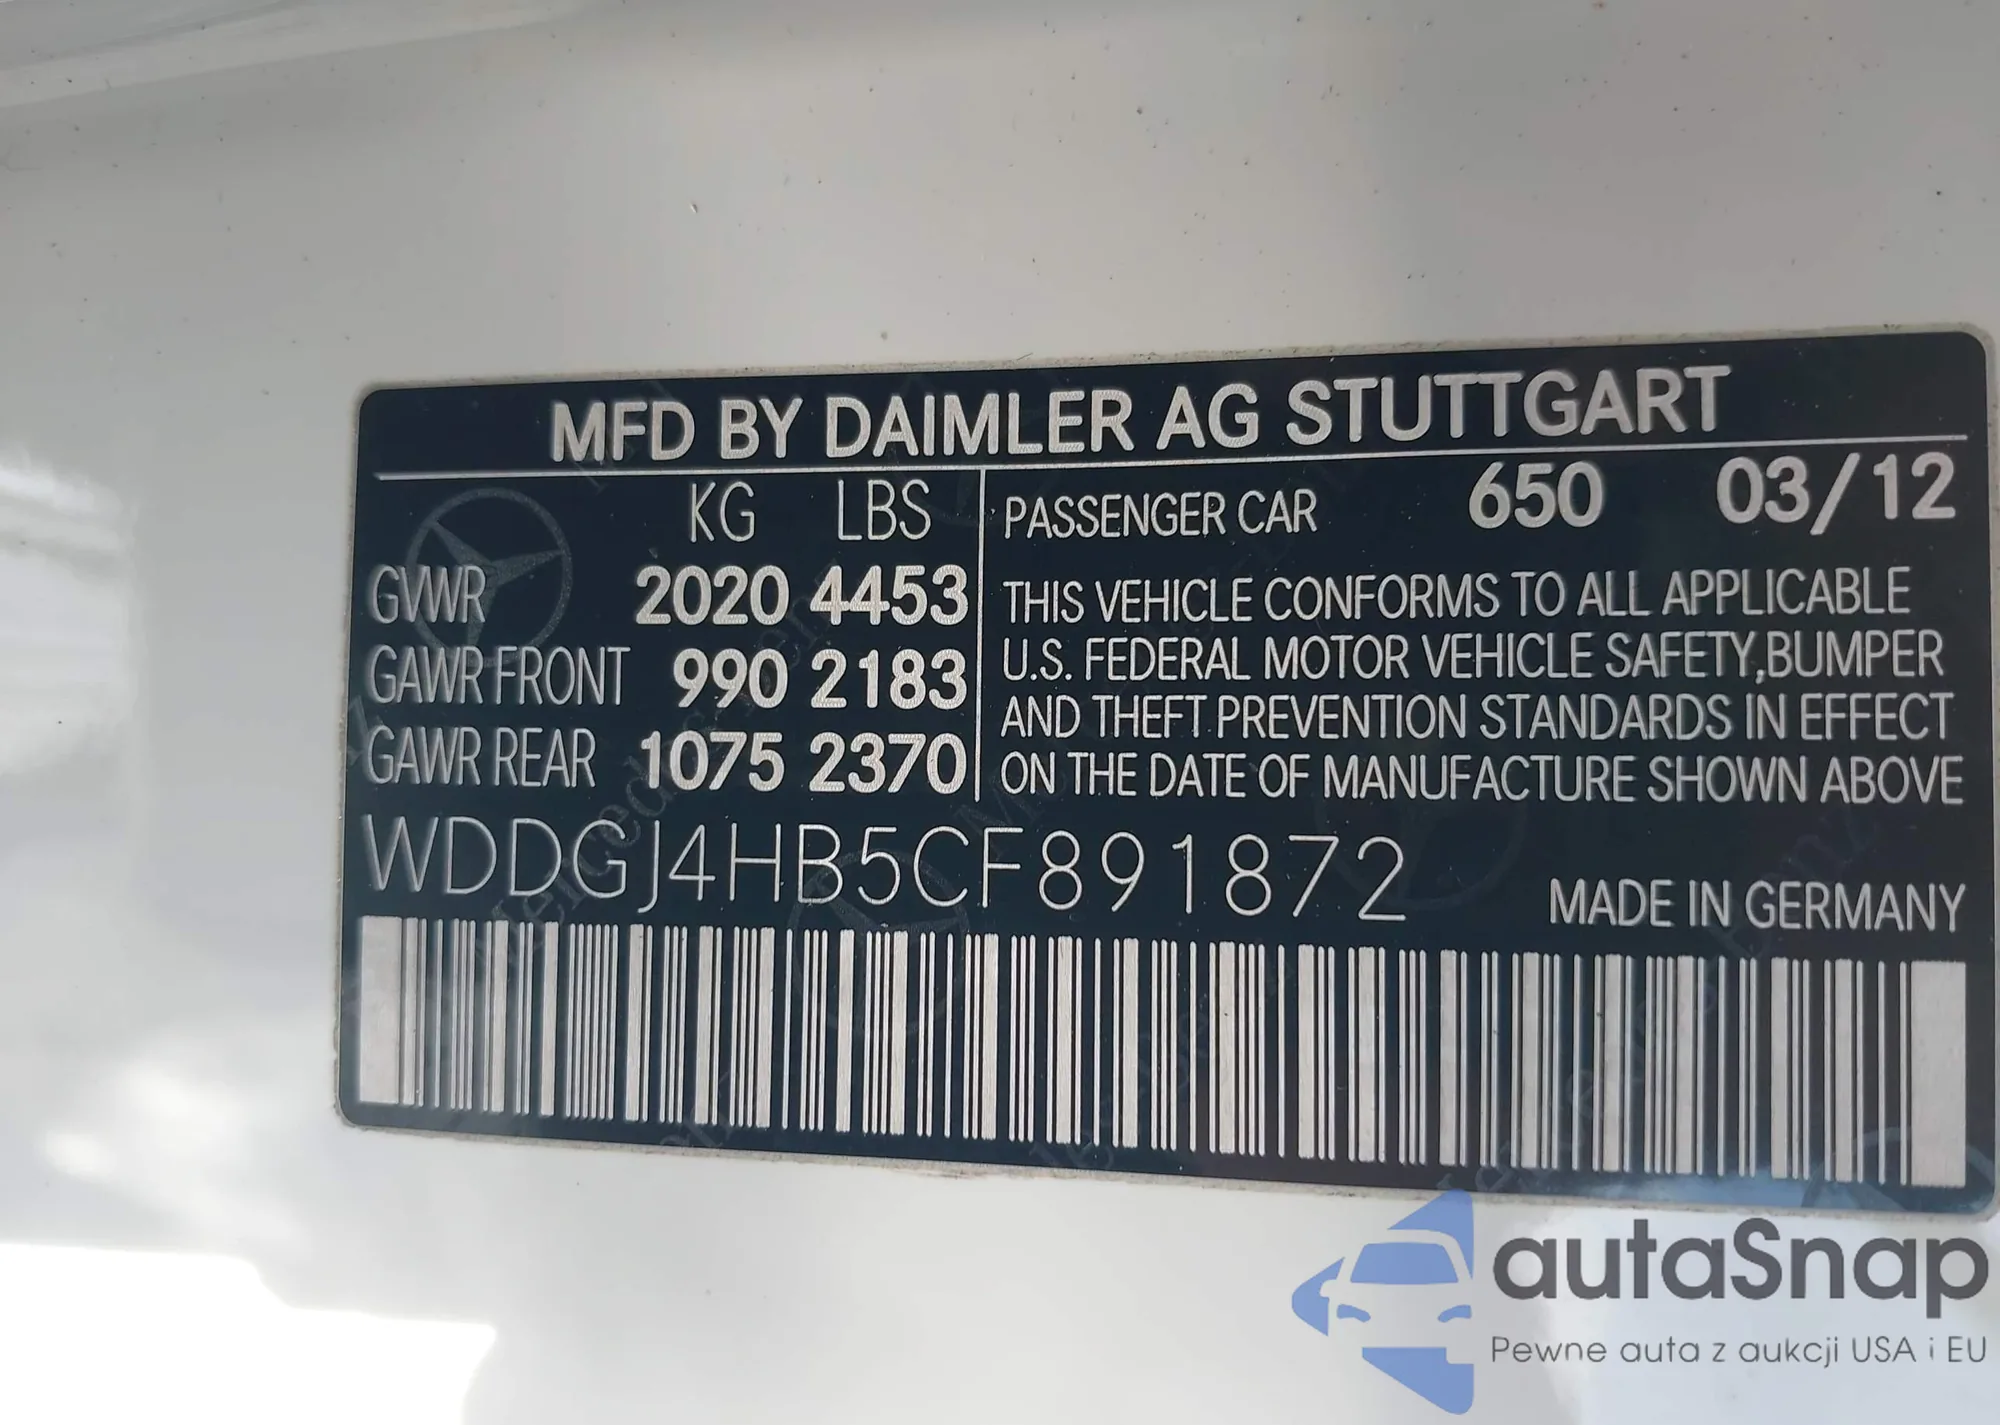 MFD BY DAIMLER AG STUTTGART
KG LBS
GVWR 2020 4453
GAWR FRONT 990 2183
GAWR REAR 1075 2370
PASSENGER CAR 650 03/12
THIS VEHICLE CONFORMS TO ALL APPLICABLE
U.S. FEDERAL MOTOR VEHICLE SAFETY,BUMPER
AND THEFT PREVENTION STANDARDS IN EFFECT
ON THE DATE OF MANUFACTURE SHOWN ABOVE
WDDGJ4HB5CF891872
MADE IN GERMANY
autaSnap
Pewne auta z aukcji USA i EU